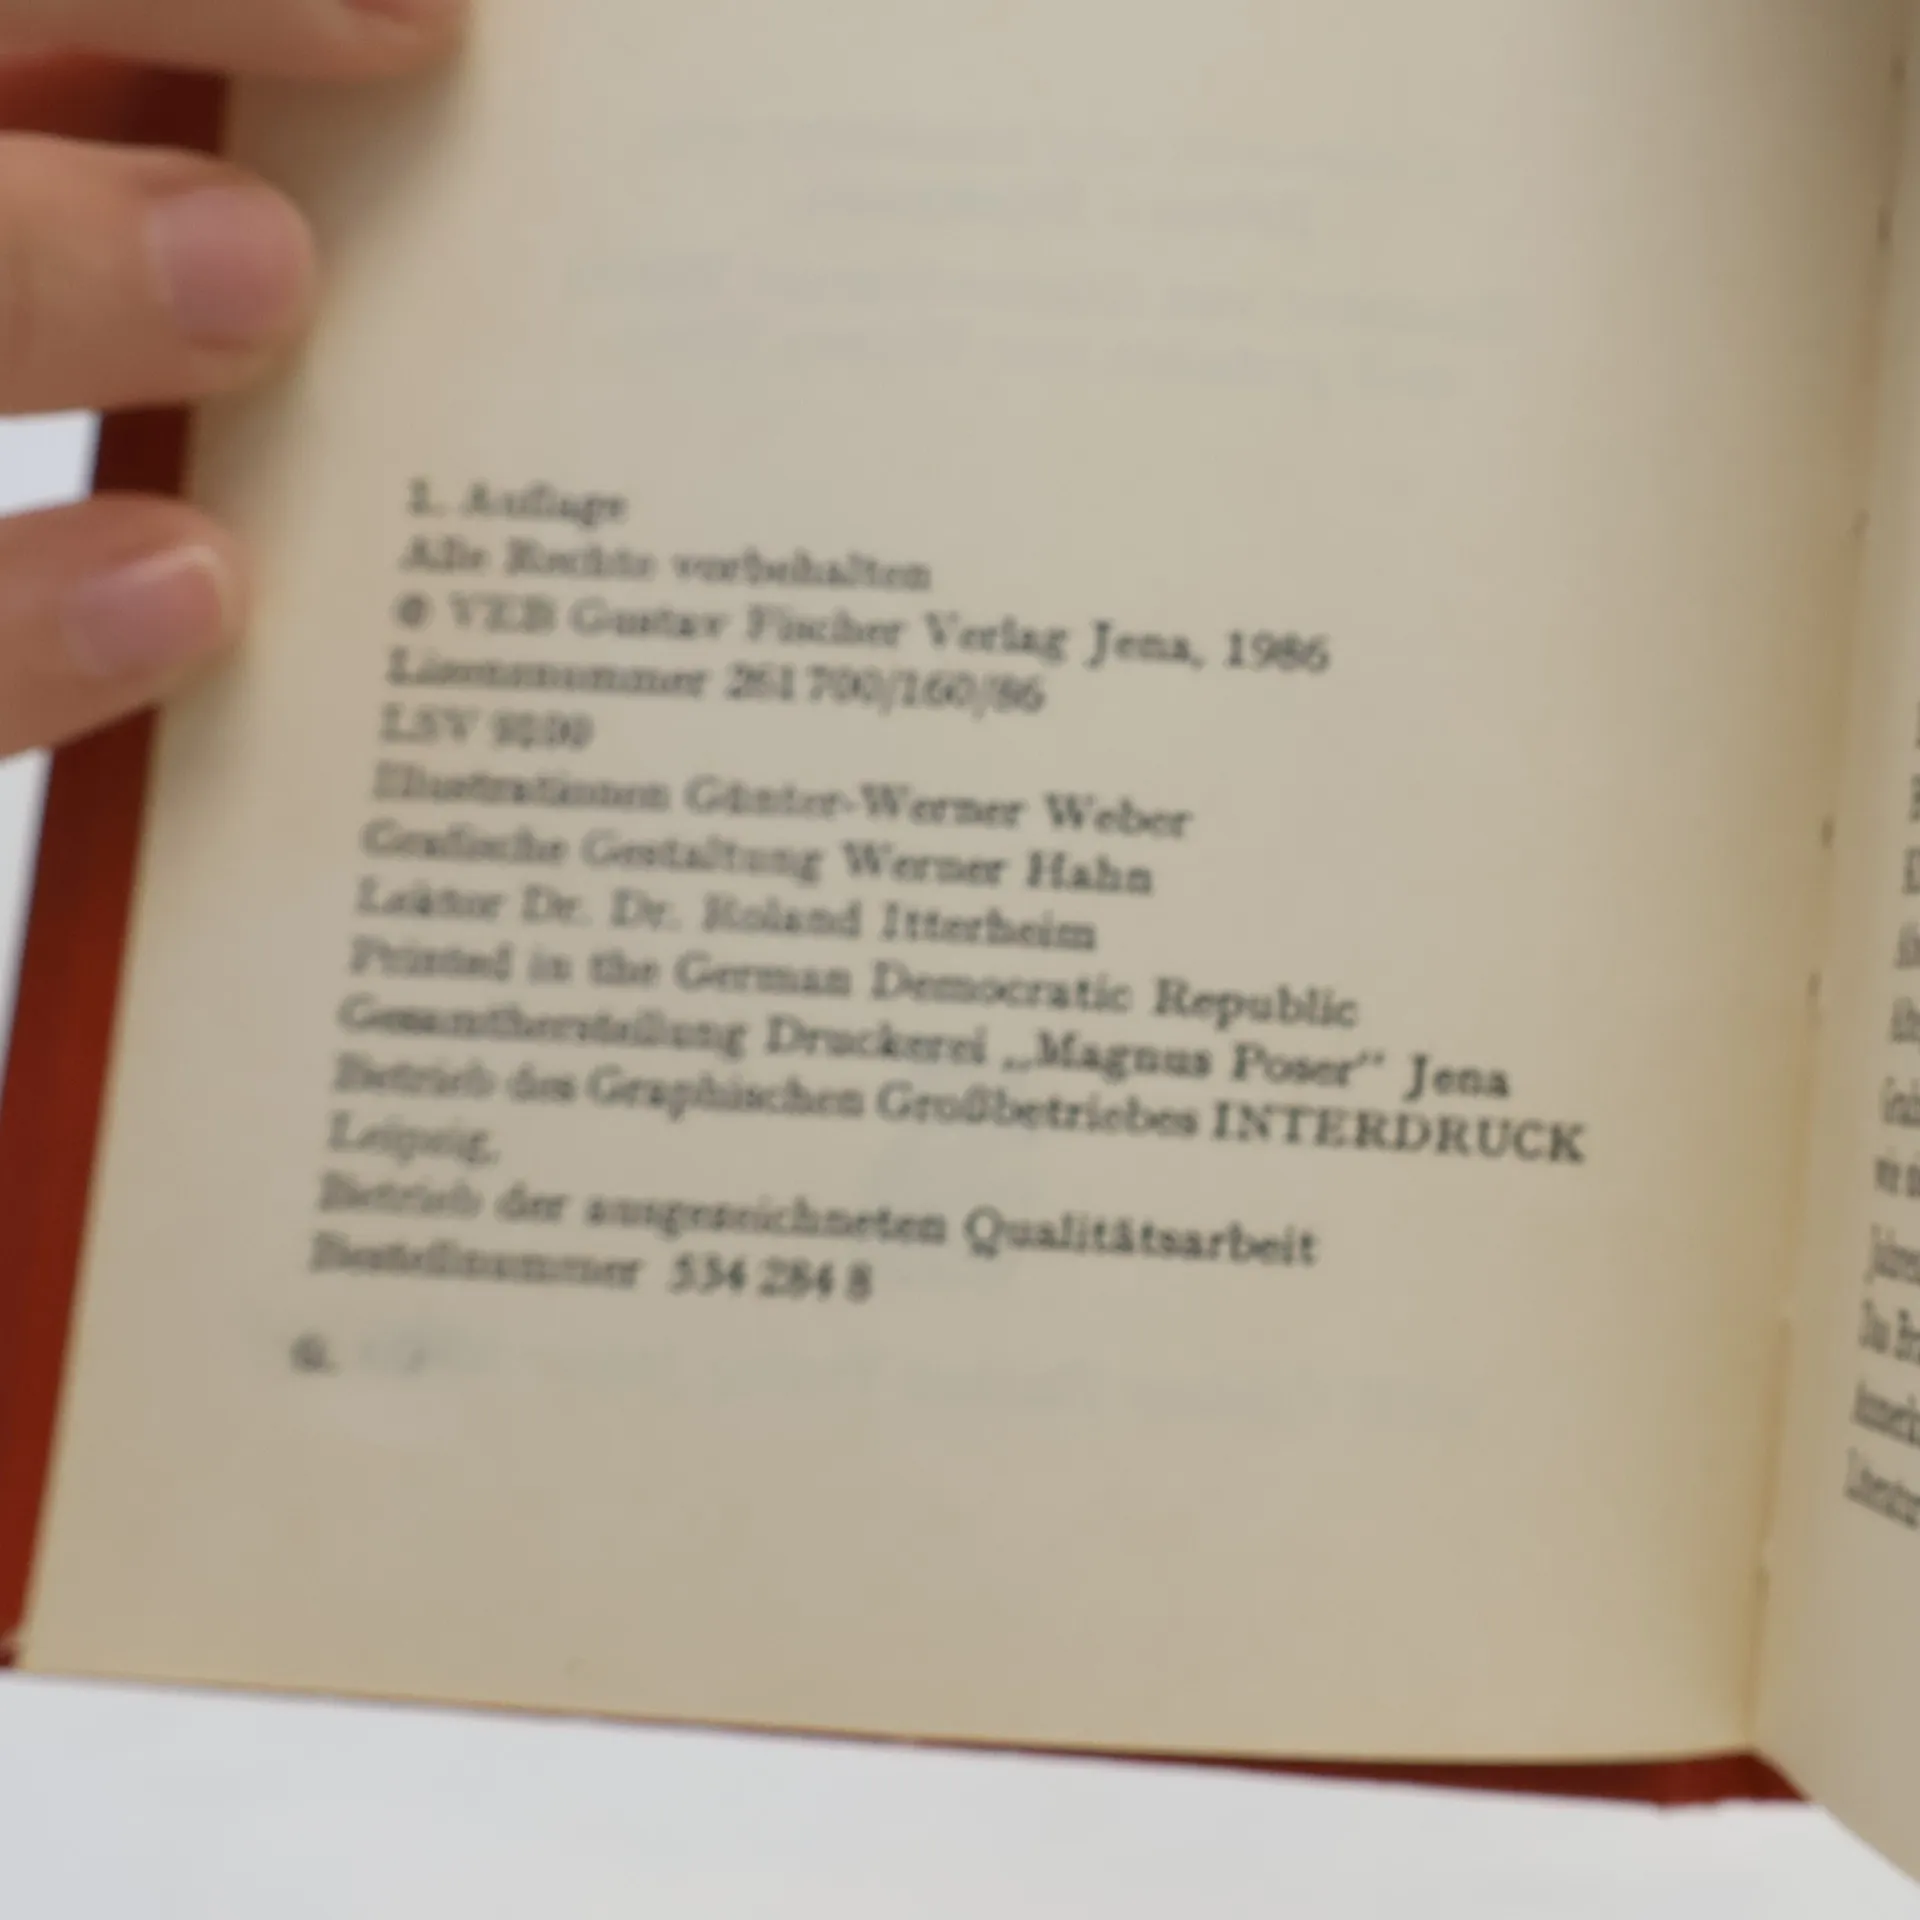 1. Auflage
Alle Rechte vorbehalten
© VEB Gustav Fischer Verlag Jena, 1986
Lizenznummer 261 700/160/86
LSV
Illustrationen Günter-Werner Weber
Grafische Gestaltung Werner Hahn
Lektor Dr. Dr. Roland Itterheim
Printed in the German Democratic Republic
Gesamtherstellung Druckerei „Magnus Poser“ Jena
Betrieb des Graphischen Großbetriebes INTERDRUCK
Leipzig,
Betrieb der ausgezeichneten Qualitätsarbeit
Bestellnummer 534 284 8